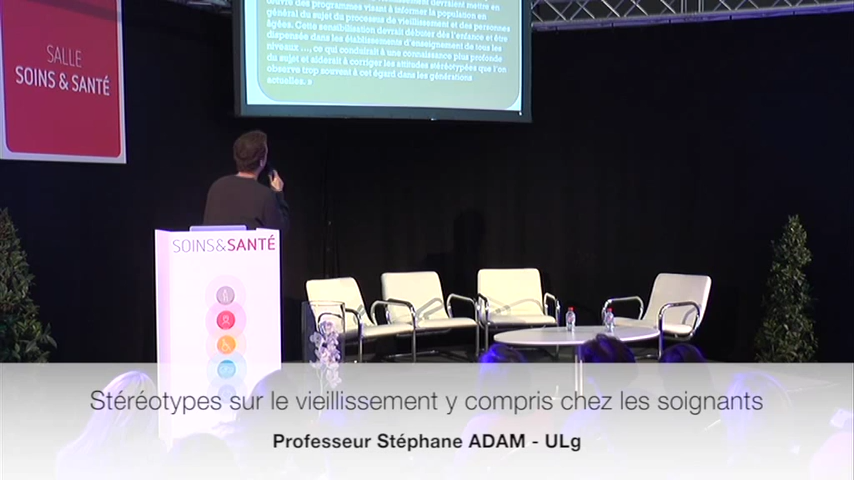 SALLE
SOINS & SANTÉ
devraient mettre en
œuvre des programmes visant à informer la population en
général du sujet du processus de vieillissement et des personnes
âgées. Cette sensibilisation devrait débuter dès l'enfance et être
dispensée dans les établissements d'enseignement de tous les
niveaux ..., ce qui conduirait à une connaissance plus profonde
du sujet et aiderait à corriger les attitudes stéréotypées que l'on
observe trop souvent à cet égard dans les générations
actuelles. »
SOINS&SANTÉ
Stéréotypes sur le vieillissement y compris chez les soignants
Professeur Stéphane ADAM - ULg